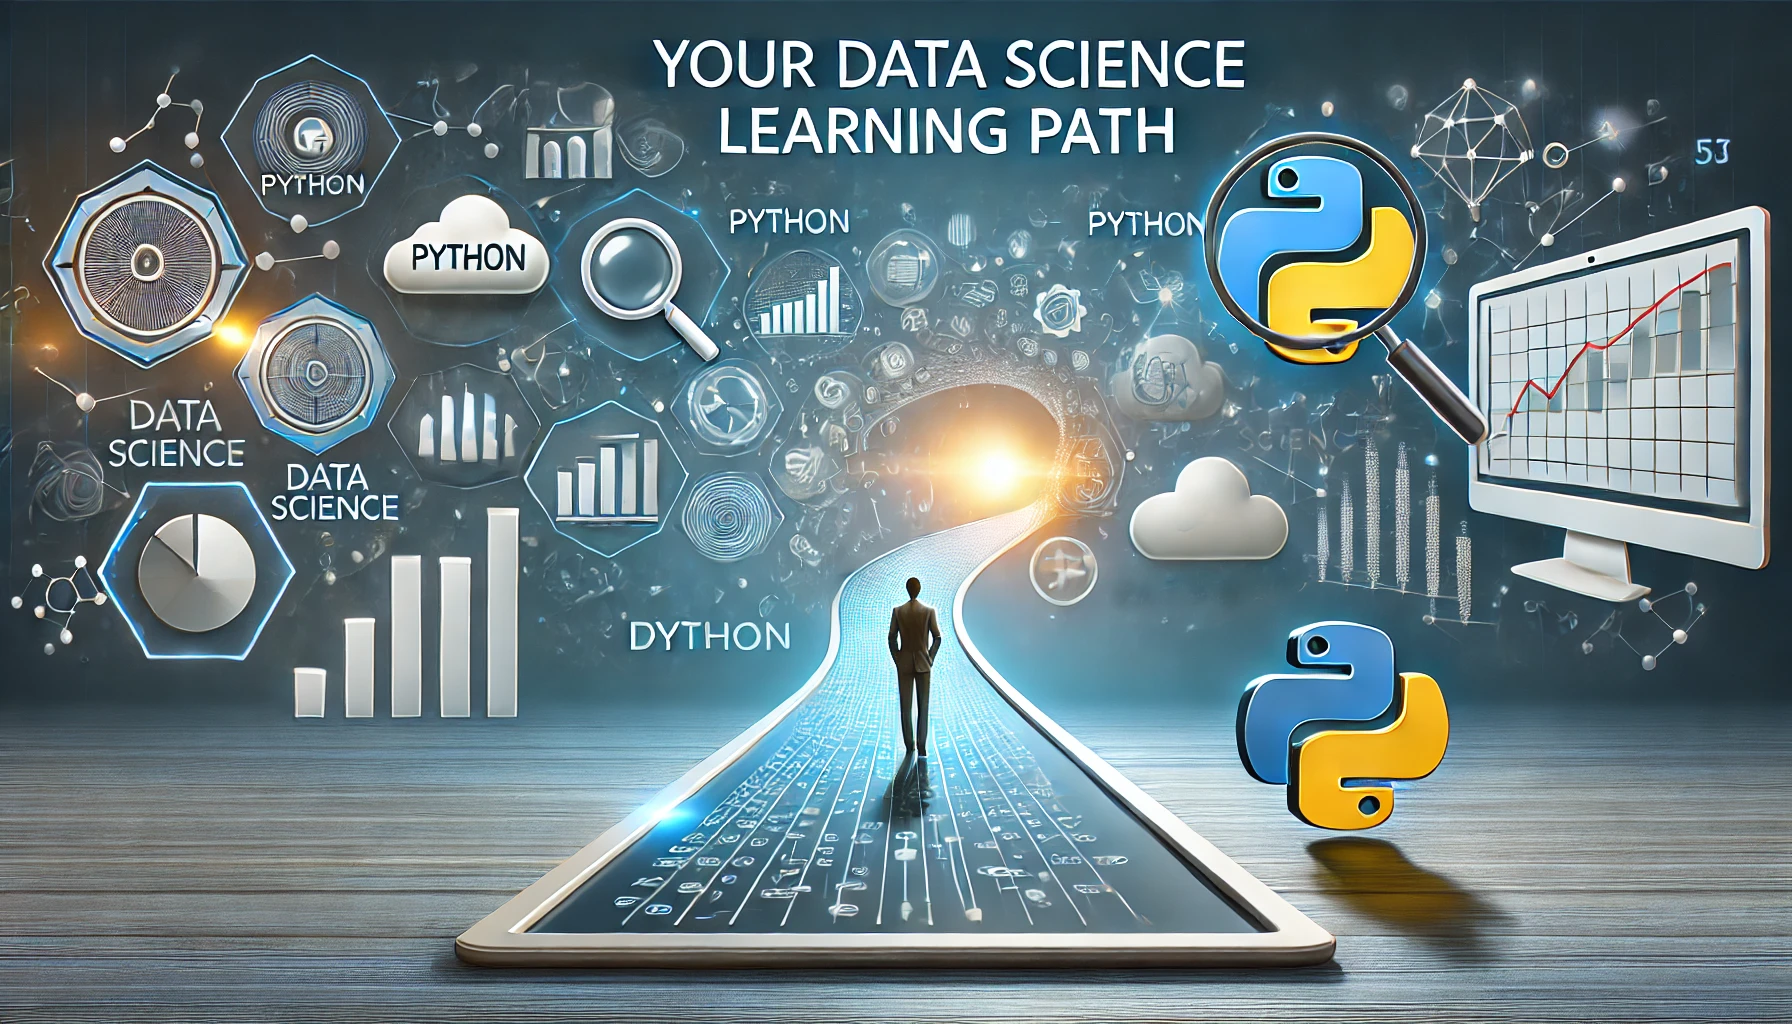 YOUR DATA SCIENCE
LEARNING PATH
53
PYTHON
PYTHON
PYTHON
PYTHON
DATA
SCIENCE
DATA
SCIENCE
DYTHON